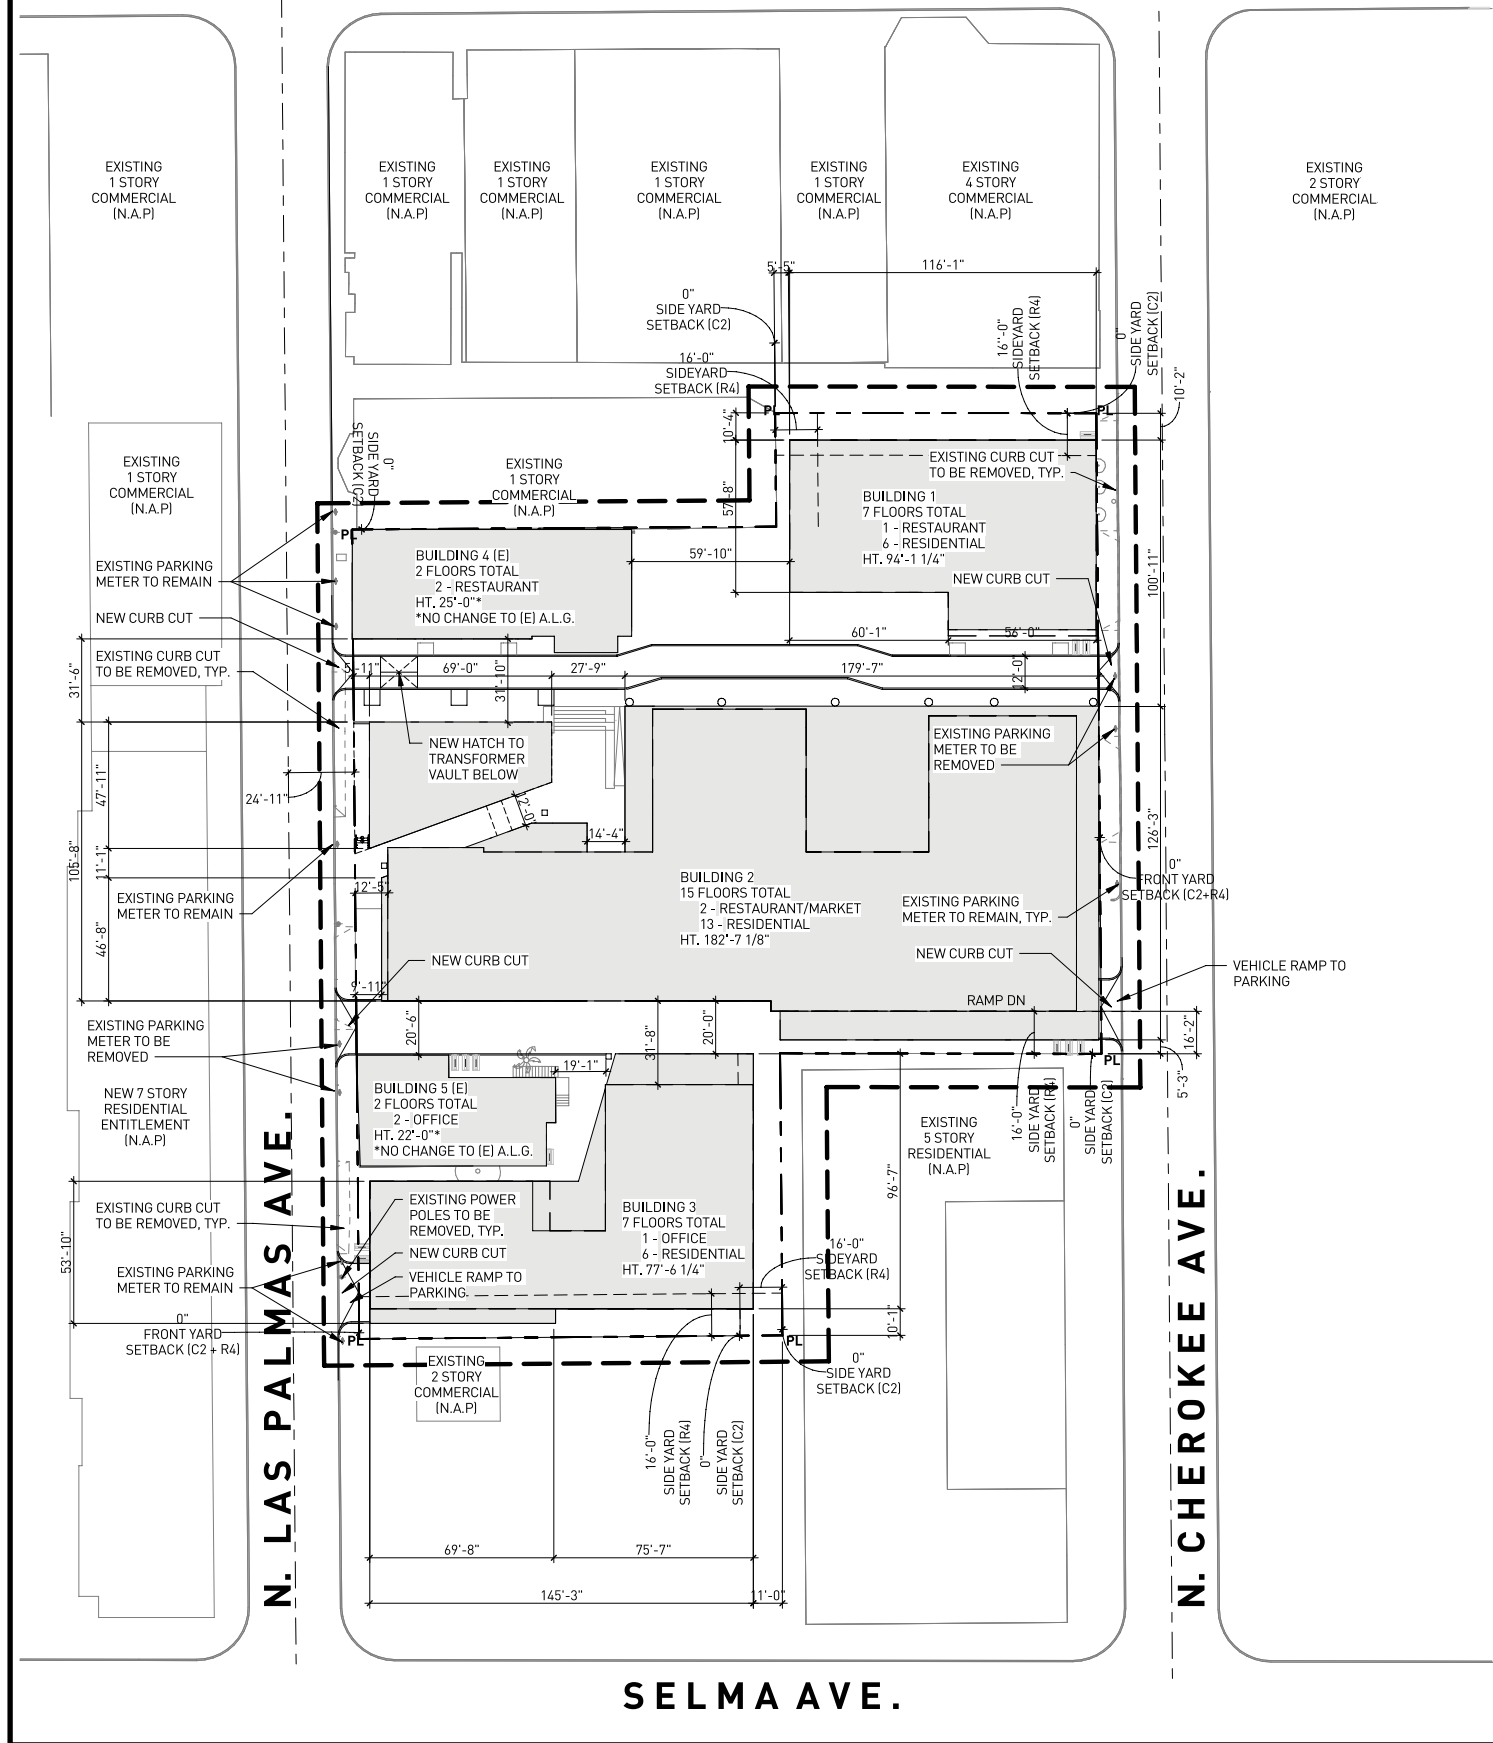 EXISTING
1 STORY
COMMERCIAL
(N.A.P)
EXISTING
1 STORY
COMMERCIAL
(N.A.P)
EXISTING
1 STORY
COMMERCIAL
(N.A.P)
EXISTING
1 STORY
COMMERCIAL
(N.A.P)
EXISTING
1 STORY
COMMERCIAL
(N.A.P)
EXISTING
4 STORY
COMMERCIAL
(N.A.P)
EXISTING
2 STORY
COMMERCIAL
(N.A.P)
5'-5"
116'-1"
0"
SIDE YARD
SETBACK (C2)
16'-0"
SIDEYARD
SETBACK (R4)
16"-0"
SIDEYARD
SETBACK (R4)
0"
SIDE YARD
SETBACK (C2)
10'-2"
PL
PL
10'-4"
57'-8"
0"
SIDE YARD
SETBACK (C2)
PL
EXISTING
1 STORY
COMMERCIAL
(N.A.P)
EXISTING
1 STORY
COMMERCIAL
(N.A.P)
EXISTING CURB CUT
TO BE REMOVED, TYP.
BUILDING 1
7 FLOORS TOTAL
1 - RESTAURANT
6 - RESIDENTIAL
HT. 94'-1 1/4"
NEW CURB CUT
100'-11"
59'-10"
BUILDING 4 (E)
2 FLOORS TOTAL
2 - RESTAURANT
HT. 25'-0"*
*NO CHANGE TO (E) A.L.G.
EXISTING PARKING
METER TO REMAIN
NEW CURB CUT
EXISTING CURB CUT
TO BE REMOVED, TYP.
31'-6"
60'-1"
56'-0"
5'-11"
69'-0"
31'-10"
27'-9"
179'-7"
12'-0"
NEW HATCH TO
TRANSFORMER
VAULT BELOW
EXISTING PARKING
METER TO BE
REMOVED
24'-11"
47'-11"
105'-8"
11'-1"
46'-8"
12'-0"
14'-4"
12'-5"
126'-3"
0"
FRONT YARD
SETBACK (C2+R4)
BUILDING 2
15 FLOORS TOTAL
2 - RESTAURANT/MARKET
13 - RESIDENTIAL
HT. 182'-7 1/8"
EXISTING PARKING
METER TO REMAIN
EXISTING PARKING
METER TO REMAIN, TYP.
NEW CURB CUT
NEW CURB CUT
VEHICLE RAMP TO
PARKING
9'-11"
RAMP DN
20'-6"
31'-8"
20'-0"
16'-2"
5'-3"
PL
EXISTING PARKING
METER TO BE
REMOVED
NEW 7 STORY
RESIDENTIAL
ENTITLEMENT
(N.A.P)
19'-1"
BUILDING 5 (E)
2 FLOORS TOTAL
2 - OFFICE
HT. 22'-0"*
*NO CHANGE TO (E) A.L.G.
EXISTING
5 STORY
RESIDENTIAL
(N.A.P)
16'-0"
SIDE YARD
SETBACK (R4)
0"
SIDE YARD
SETBACK (C2)
96'-7"
EXISTING CURB CUT
TO BE REMOVED, TYP.
EXISTING POWER
POLES TO BE
REMOVED, TYP.
NEW CURB CUT
VEHICLE RAMP TO
PARKING
BUILDING 3
7 FLOORS TOTAL
1 - OFFICE
6 - RESIDENTIAL
HT. 77'-6 1/4"
16'-0"
SIDEYARD
SETBACK (R4)
53'-10"
EXISTING PARKING
METER TO REMAIN
0"
FRONT YARD
SETBACK (C2 + R4)
PL
PL
10'-1"
0"
SIDE YARD
SETBACK (C2)
EXISTING
2 STORY
COMMERCIAL
(N.A.P)
16'-0"
SIDE YARD
SETBACK (R4)
0"
SIDE YARD
SETBACK (C2)
69'-8"
75'-7"
145'-3"
11'-0"
N. LAS PALMAS AVE.
N. CHEROKEE AVE.
SELMA AVE.